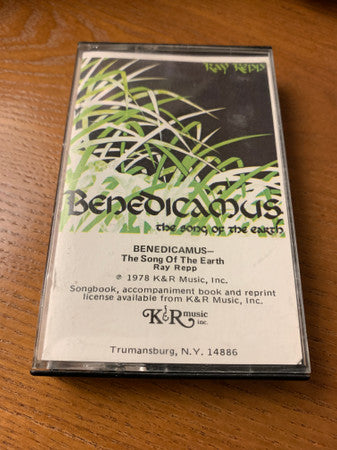 Ray Repp
Benedicamus
the song of the earth
BENEDICAMUS—
The Song Of The Earth
Ray Repp
℗ 1978 K&R Music, Inc.
Songbook, accompaniment book and reprint
license available from K&R Music, Inc.
K&R music
inc.
Trumansburg, N.Y. 14886